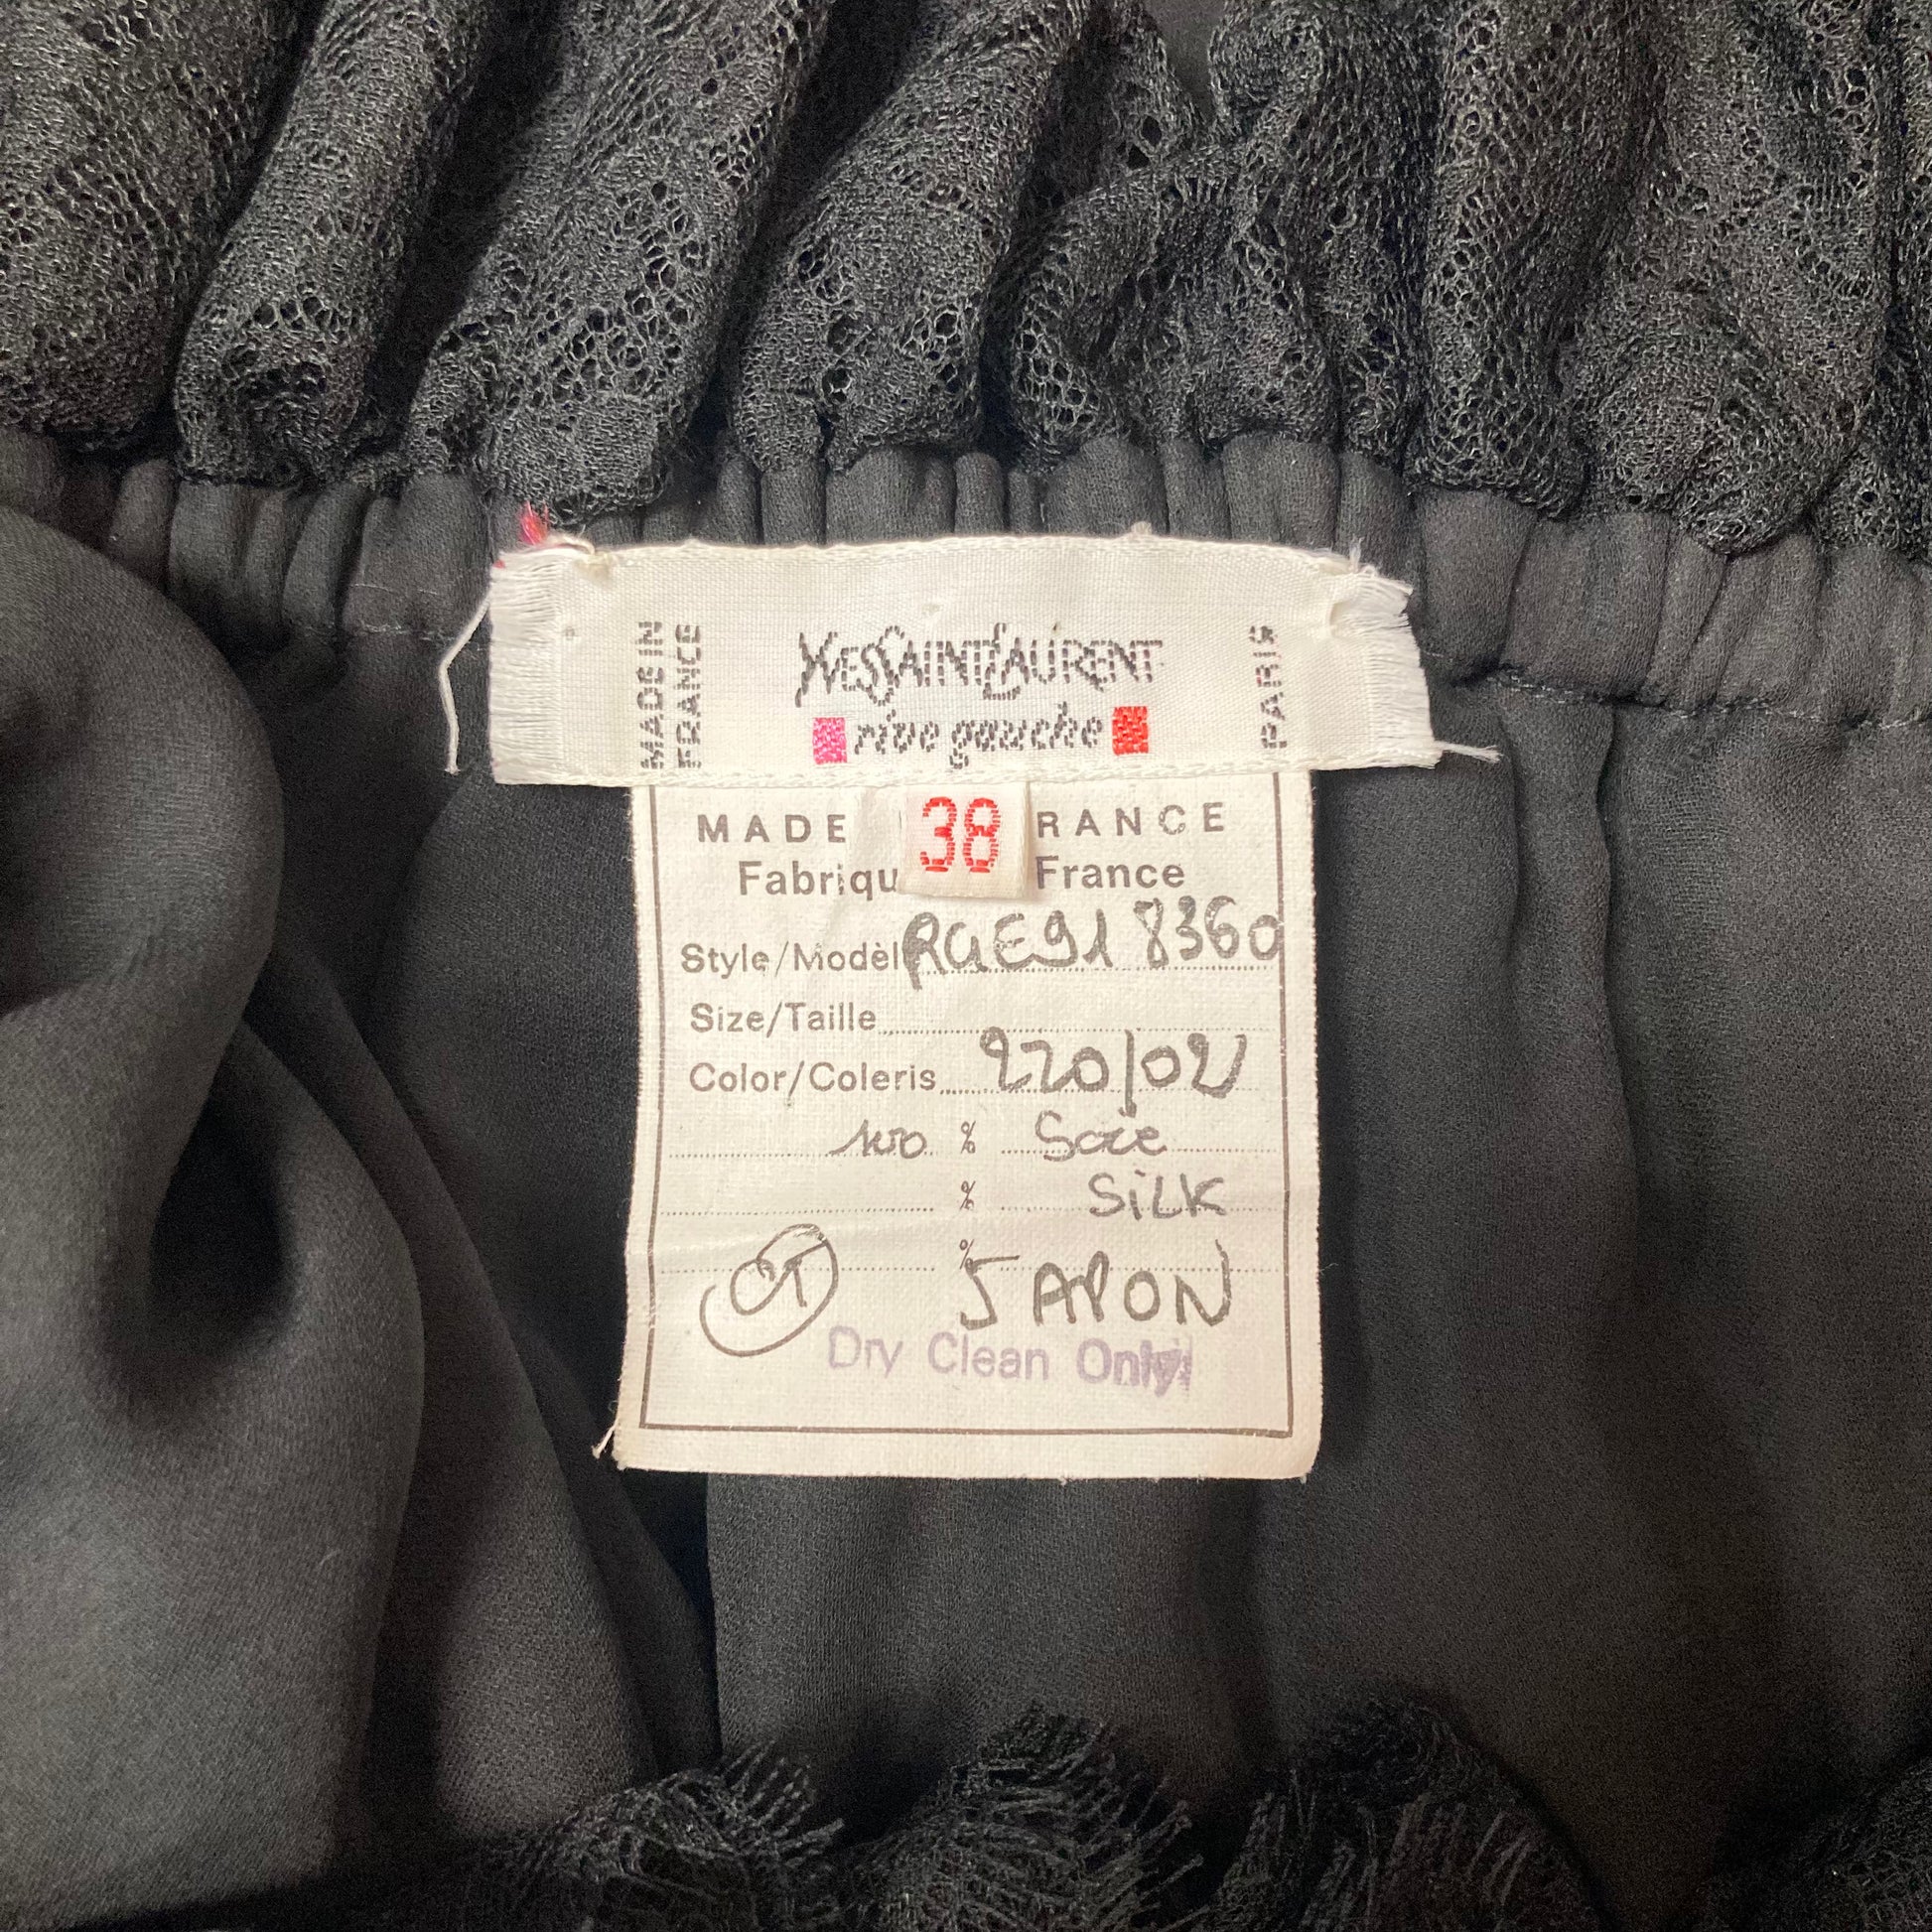 MADE IN
FRANCE
YVESSAINTLAURENT
rive gauche
PARIS
38
MADE RANCE
Fabriqu France
Style/Modèl RGE91 8360
Size/Taille
Color/Coleris 220/02
100 % Soie
% SILK
% JAPON
Dry Clean Only